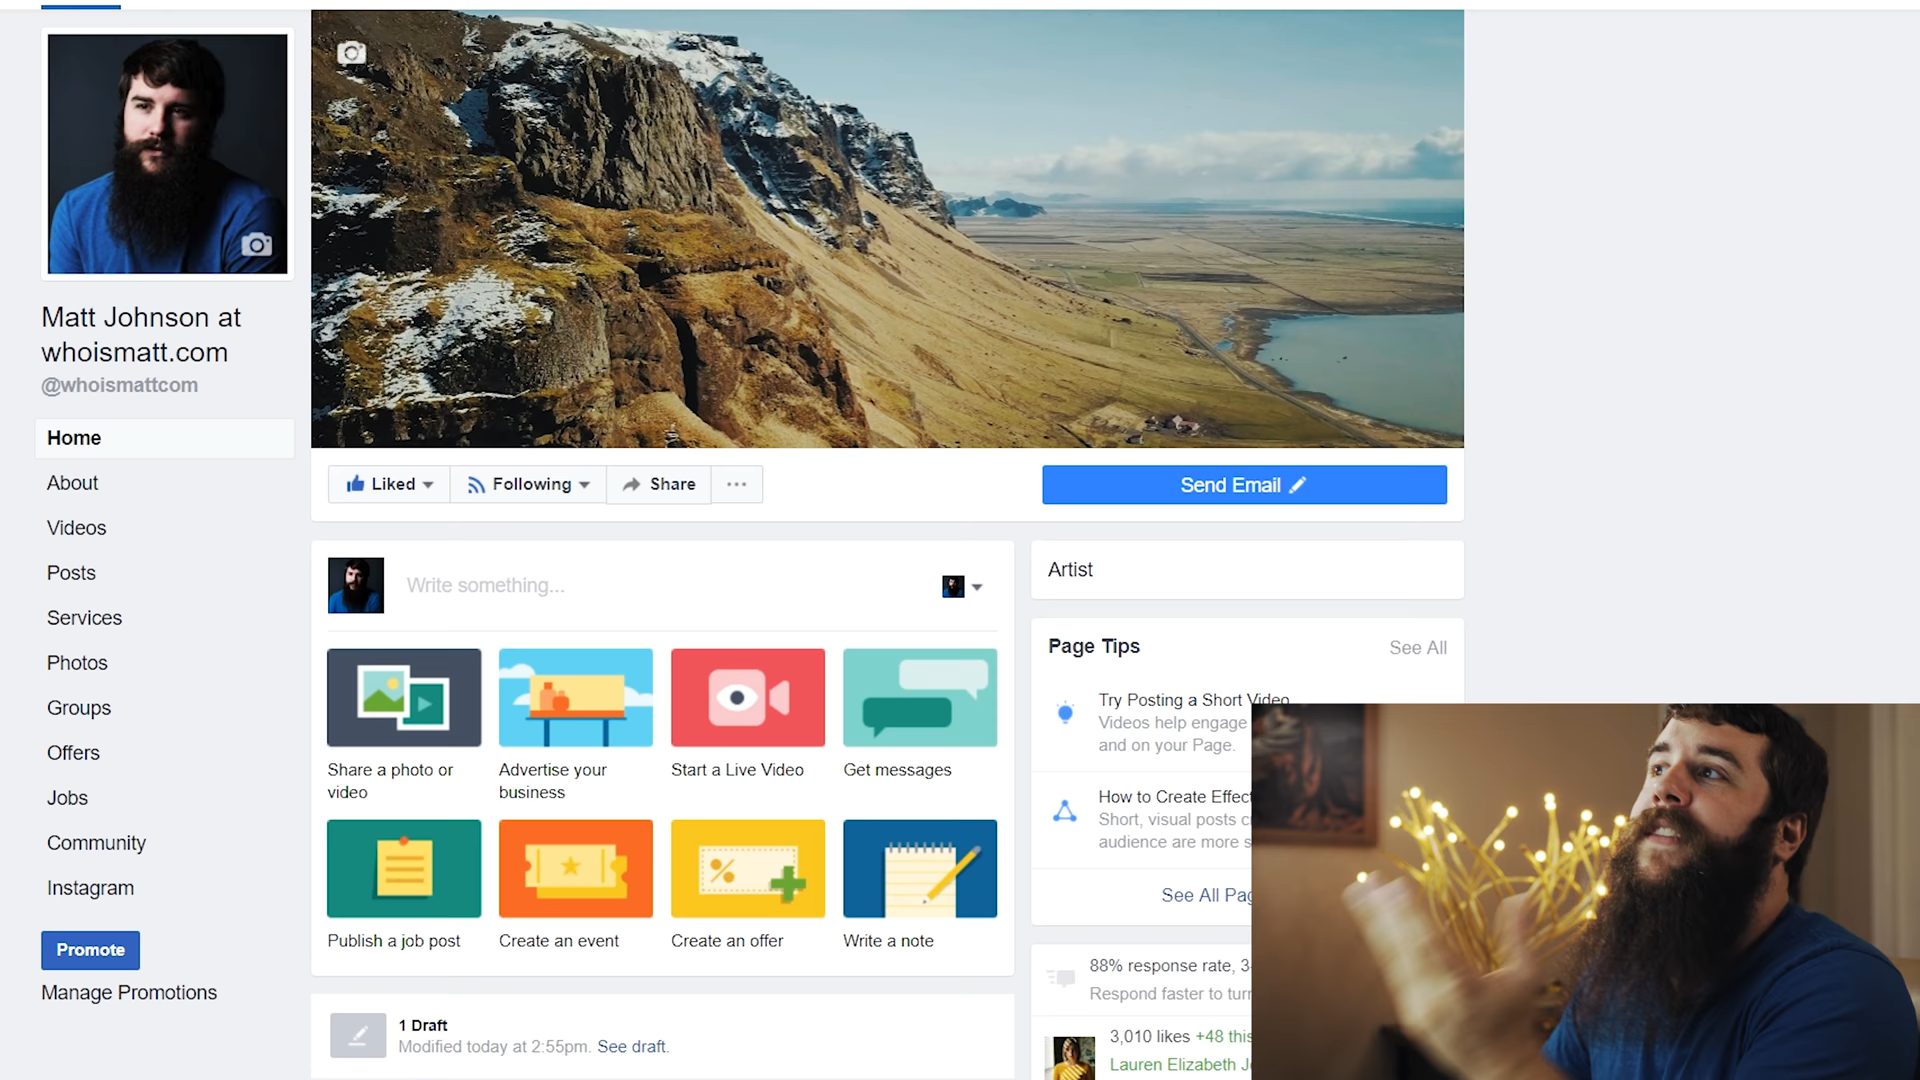 Matt Johnson at
whoismatt.com
@whoismattcom
Home
About
Videos
Posts
Services
Photos
Groups
Offers
Jobs
Community
Instagram
Promote
Manage Promotions
Liked
Following
Share
Send Email
Write something...
Share a photo or
video
Advertise your
business
Start a Live Video
Get messages
Publish a job post
Create an event
Create an offer
Write a note
1 Draft
Modified today at 2:55pm. See draft.
Artist
Page Tips
See All
Try Posting a Short Video
Videos help engage
and on your Page.
How to Create
Short, visual posts
audience are more
See All
88% response rate,
Respond faster to
3,010 likes +48
Lauren Elizabeth